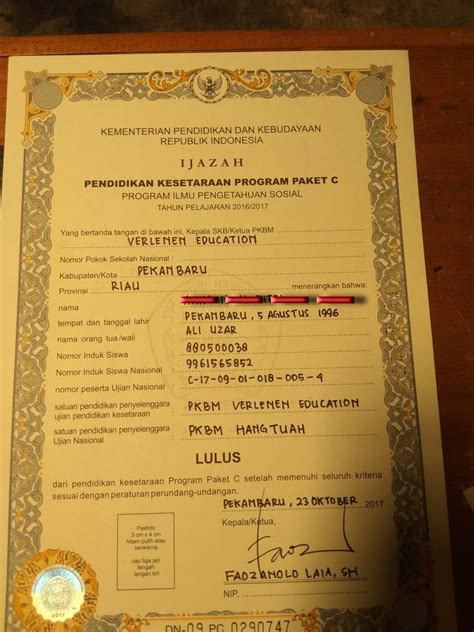 KEMENTERIAN PENDIDIKAN DAN KEBUDAYAAN
REPUBLIK INDONESIA
IJAZAH
PENDIDIKAN KESETARAAN PROGRAM PAKET C
PROGRAM ILMU PENGETAHUAN SOSIAL
TAHUN PELAJARAN 2016/2017
Yang bertanda tangan di bawah ini, Kepala SKB/Ketua PKBM
VERLENEN EDUCATION
Nomor Pokok Sekolah Nasional :
Kabupaten/Kota : PEKANBARU
Provinsi : RIAU menerangkan bahwa:
nama :
tempat dan tanggal lahir : PEKANBARU, 5 AGUSTUS 1996
nama orang tua/wali : ALI UZAR
Nomor Induk Siswa : 880500038
Nomor Induk Siswa Nasional : 9961565852
nomor peserta Ujian Nasional : C-17-09-01-018-005-4
satuan pendidikan penyelenggara
ujian pendidikan kesetaraan : PKBM VERLENEN EDUCATION
satuan pendidikan penyelenggara
Ujian Nasional : PKBM HANGTUAH
LULUS
dari pendidikan kesetaraan Program Paket C setelah memenuhi seluruh kriteria
sesuai dengan peraturan perundang-undangan.
PEKANBARU, 23 OKTOBER 2017
Kepala/Ketua,
Pasfoto
3 cm x 4 cm
hitam putih atau
berwarna
cap tiga jari
tengah
tangan kiri
FAOZAMOLO LAIA, SH
NIP.
2017
DN-09 PC 0290747